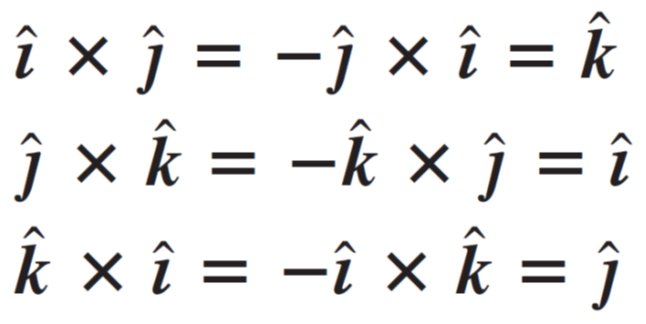 î × ĵ = −ĵ × î = k̂
ĵ × k̂ = −k̂ × ĵ = î
k̂ × î = −î × k̂ = ĵ